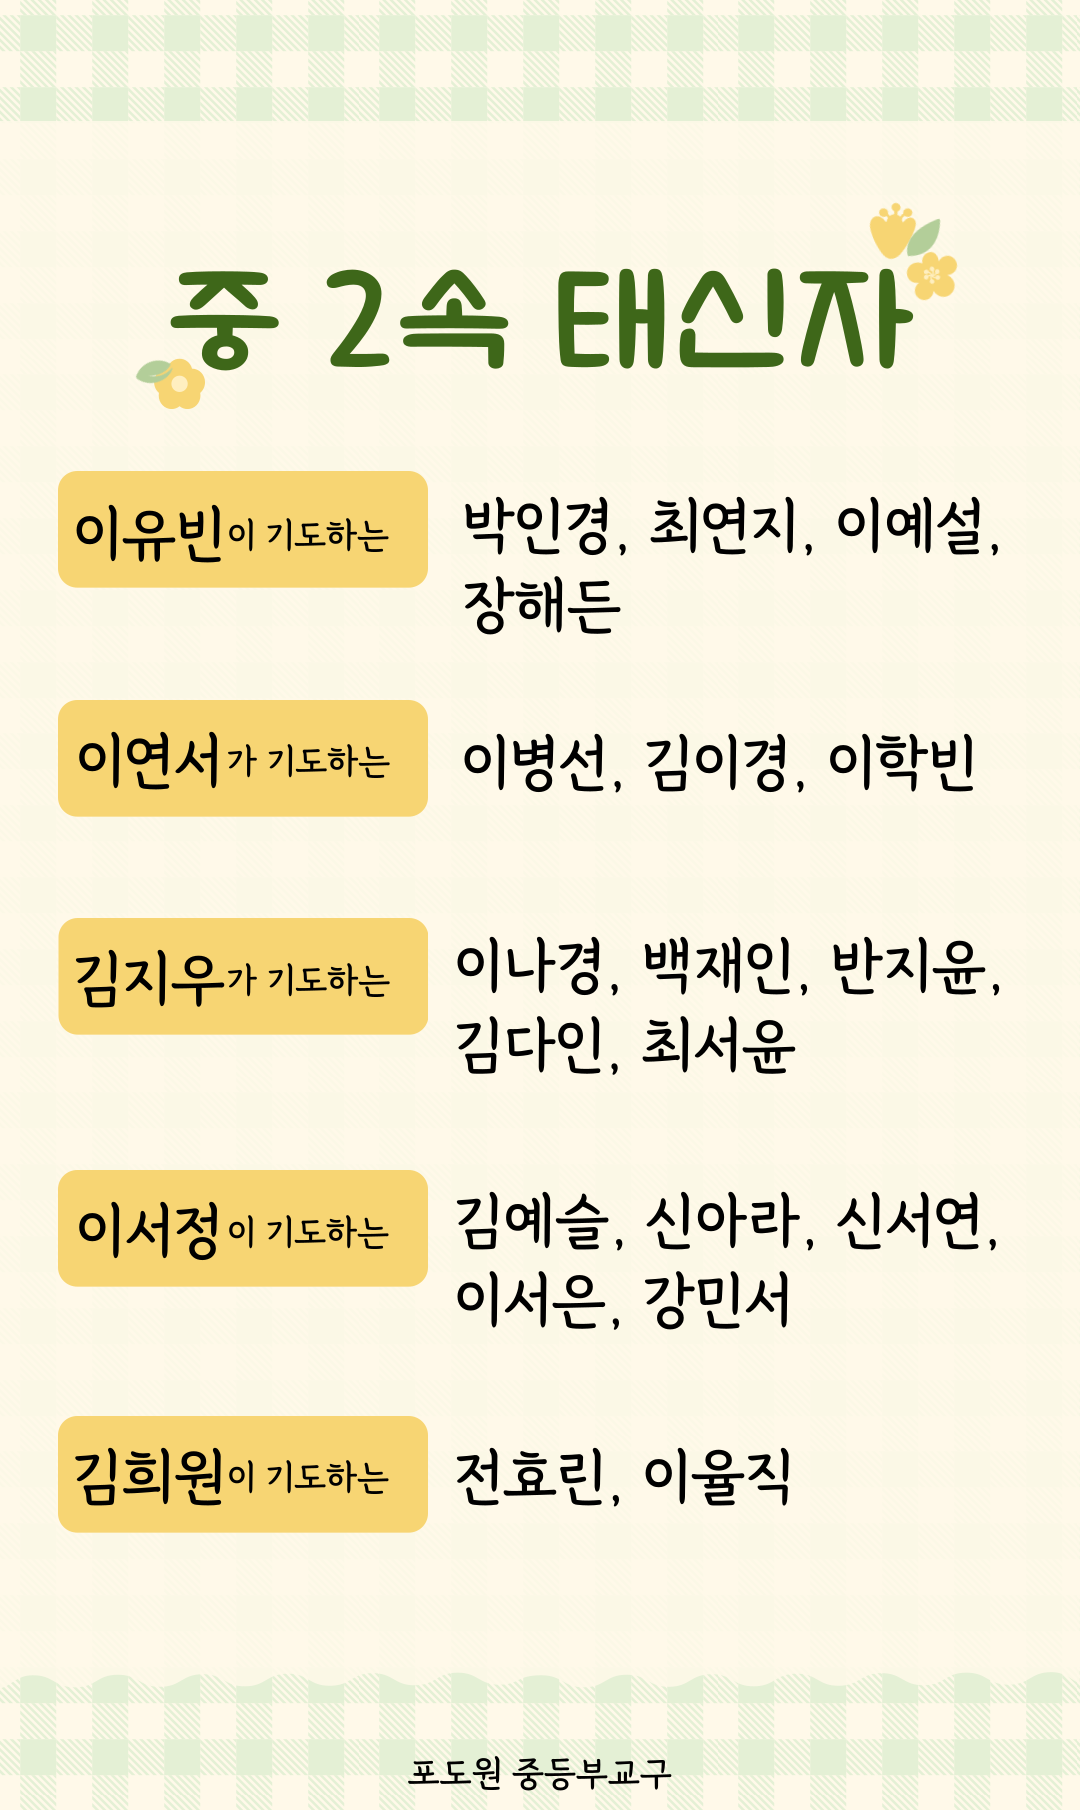 중 2속 태신자
이유빈이 기도하는
박인경, 최연지, 이예설,
장해든
이연서가 기도하는
이병선, 김이경, 이학빈
김지우가 기도하는
이나경, 백재인, 반지윤,
김다인, 최서윤
이서정이 기도하는
김예슬, 신아라, 신서연,
이서은, 강민서
김희원이 기도하는
전효린, 이율직
포도원 중등부교구